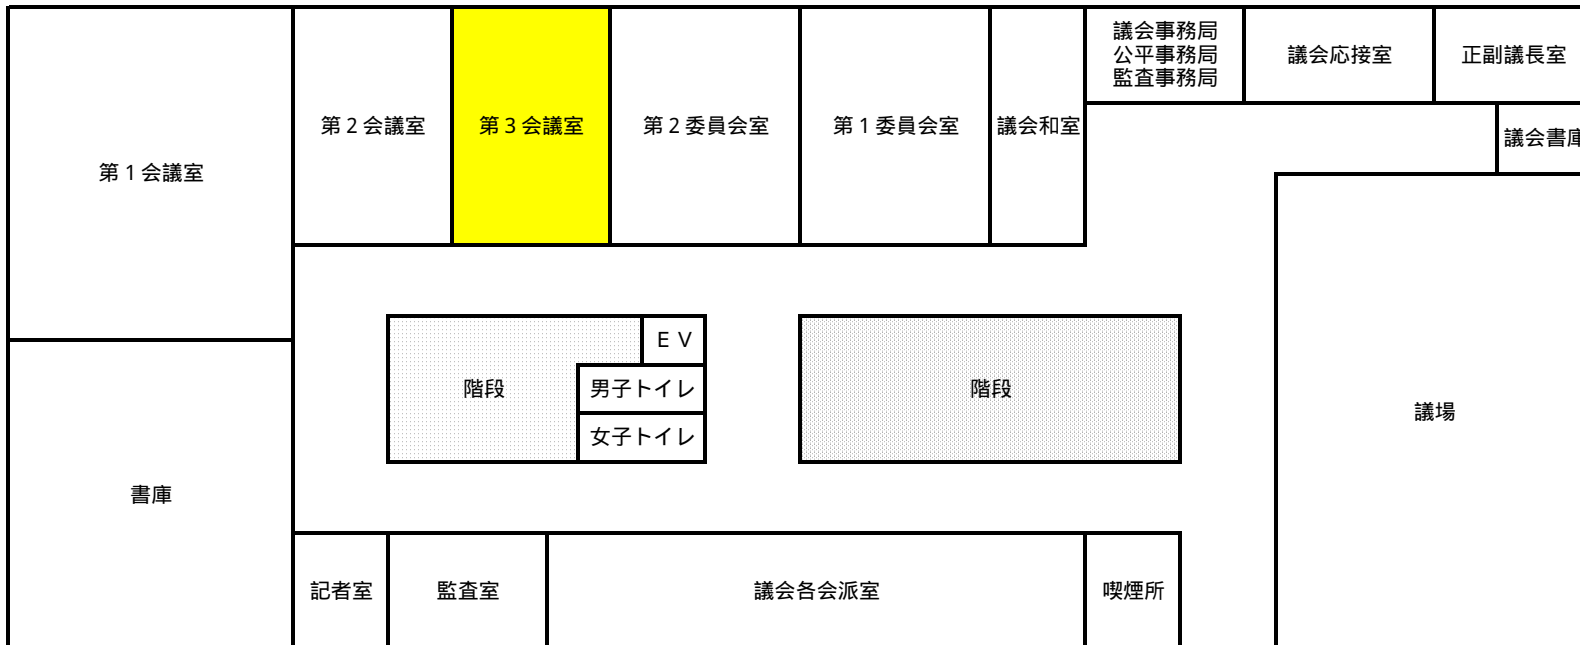 議会事務局
公平事務局
監査事務局
議会応接室
正副議長室
第2会議室
第3会議室
第2委員会室
第1委員会室
議会和室
議会書庫
第1会議室
EV
階段
男子トイレ
女子トイレ
階段
議場
書庫
記者室
監査室
議会各会派室
喫煙所